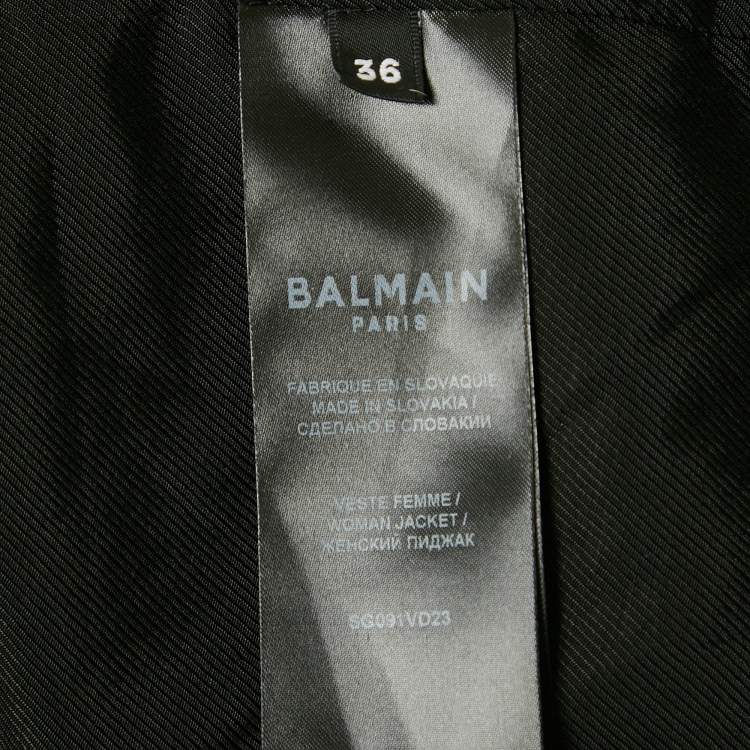 36
BALMAIN
PARIS
FABRIQUE EN SLOVAQUIE
MADE IN SLOVAKIA /
СДЕЛАНО В СЛОВАКИИ
VESTE FEMME /
WOMAN JACKET /
ЖЕНСКИЙ ПИДЖАК
SG091VD23